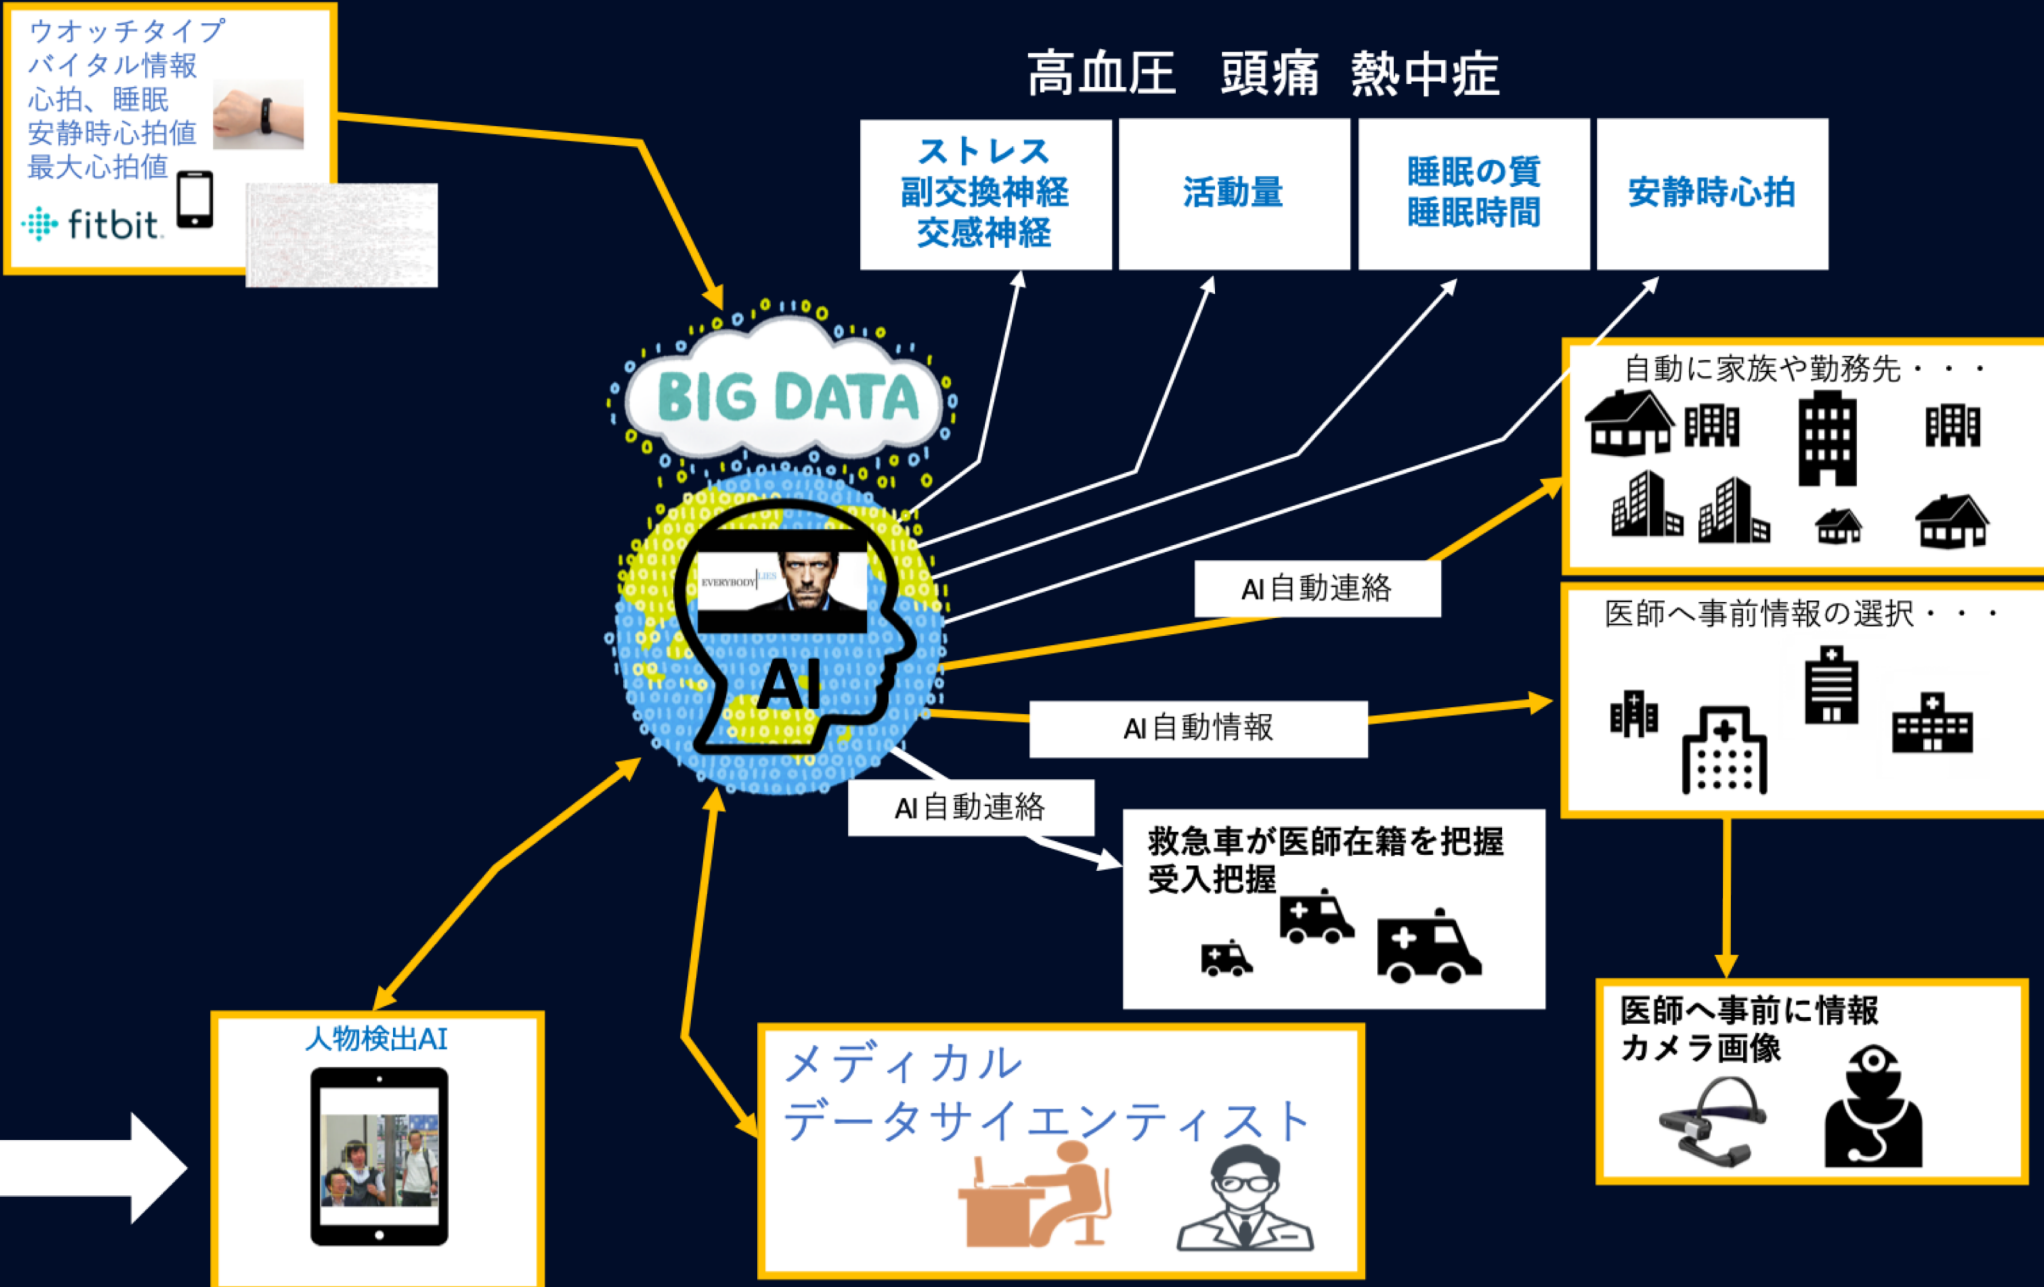 ウオッチタイプ
バイタル情報
心拍、睡眠
安静時心拍値
最大心拍値
fitbit.
高血圧 頭痛 熱中症
ストレス
副交換神経
交感神経
活動量
睡眠の質
睡眠時間
安静時心拍
BIG DATA
EVERYBODY LIES
AI
自動に家族や勤務先・・・
AI自動連絡
医師へ事前情報の選択・・・
AI自動情報
AI自動連絡
救急車が医師在籍を把握
受入把握
医師へ事前に情報
カメラ画像
人物検出AI
メディカル
データサイエンティスト